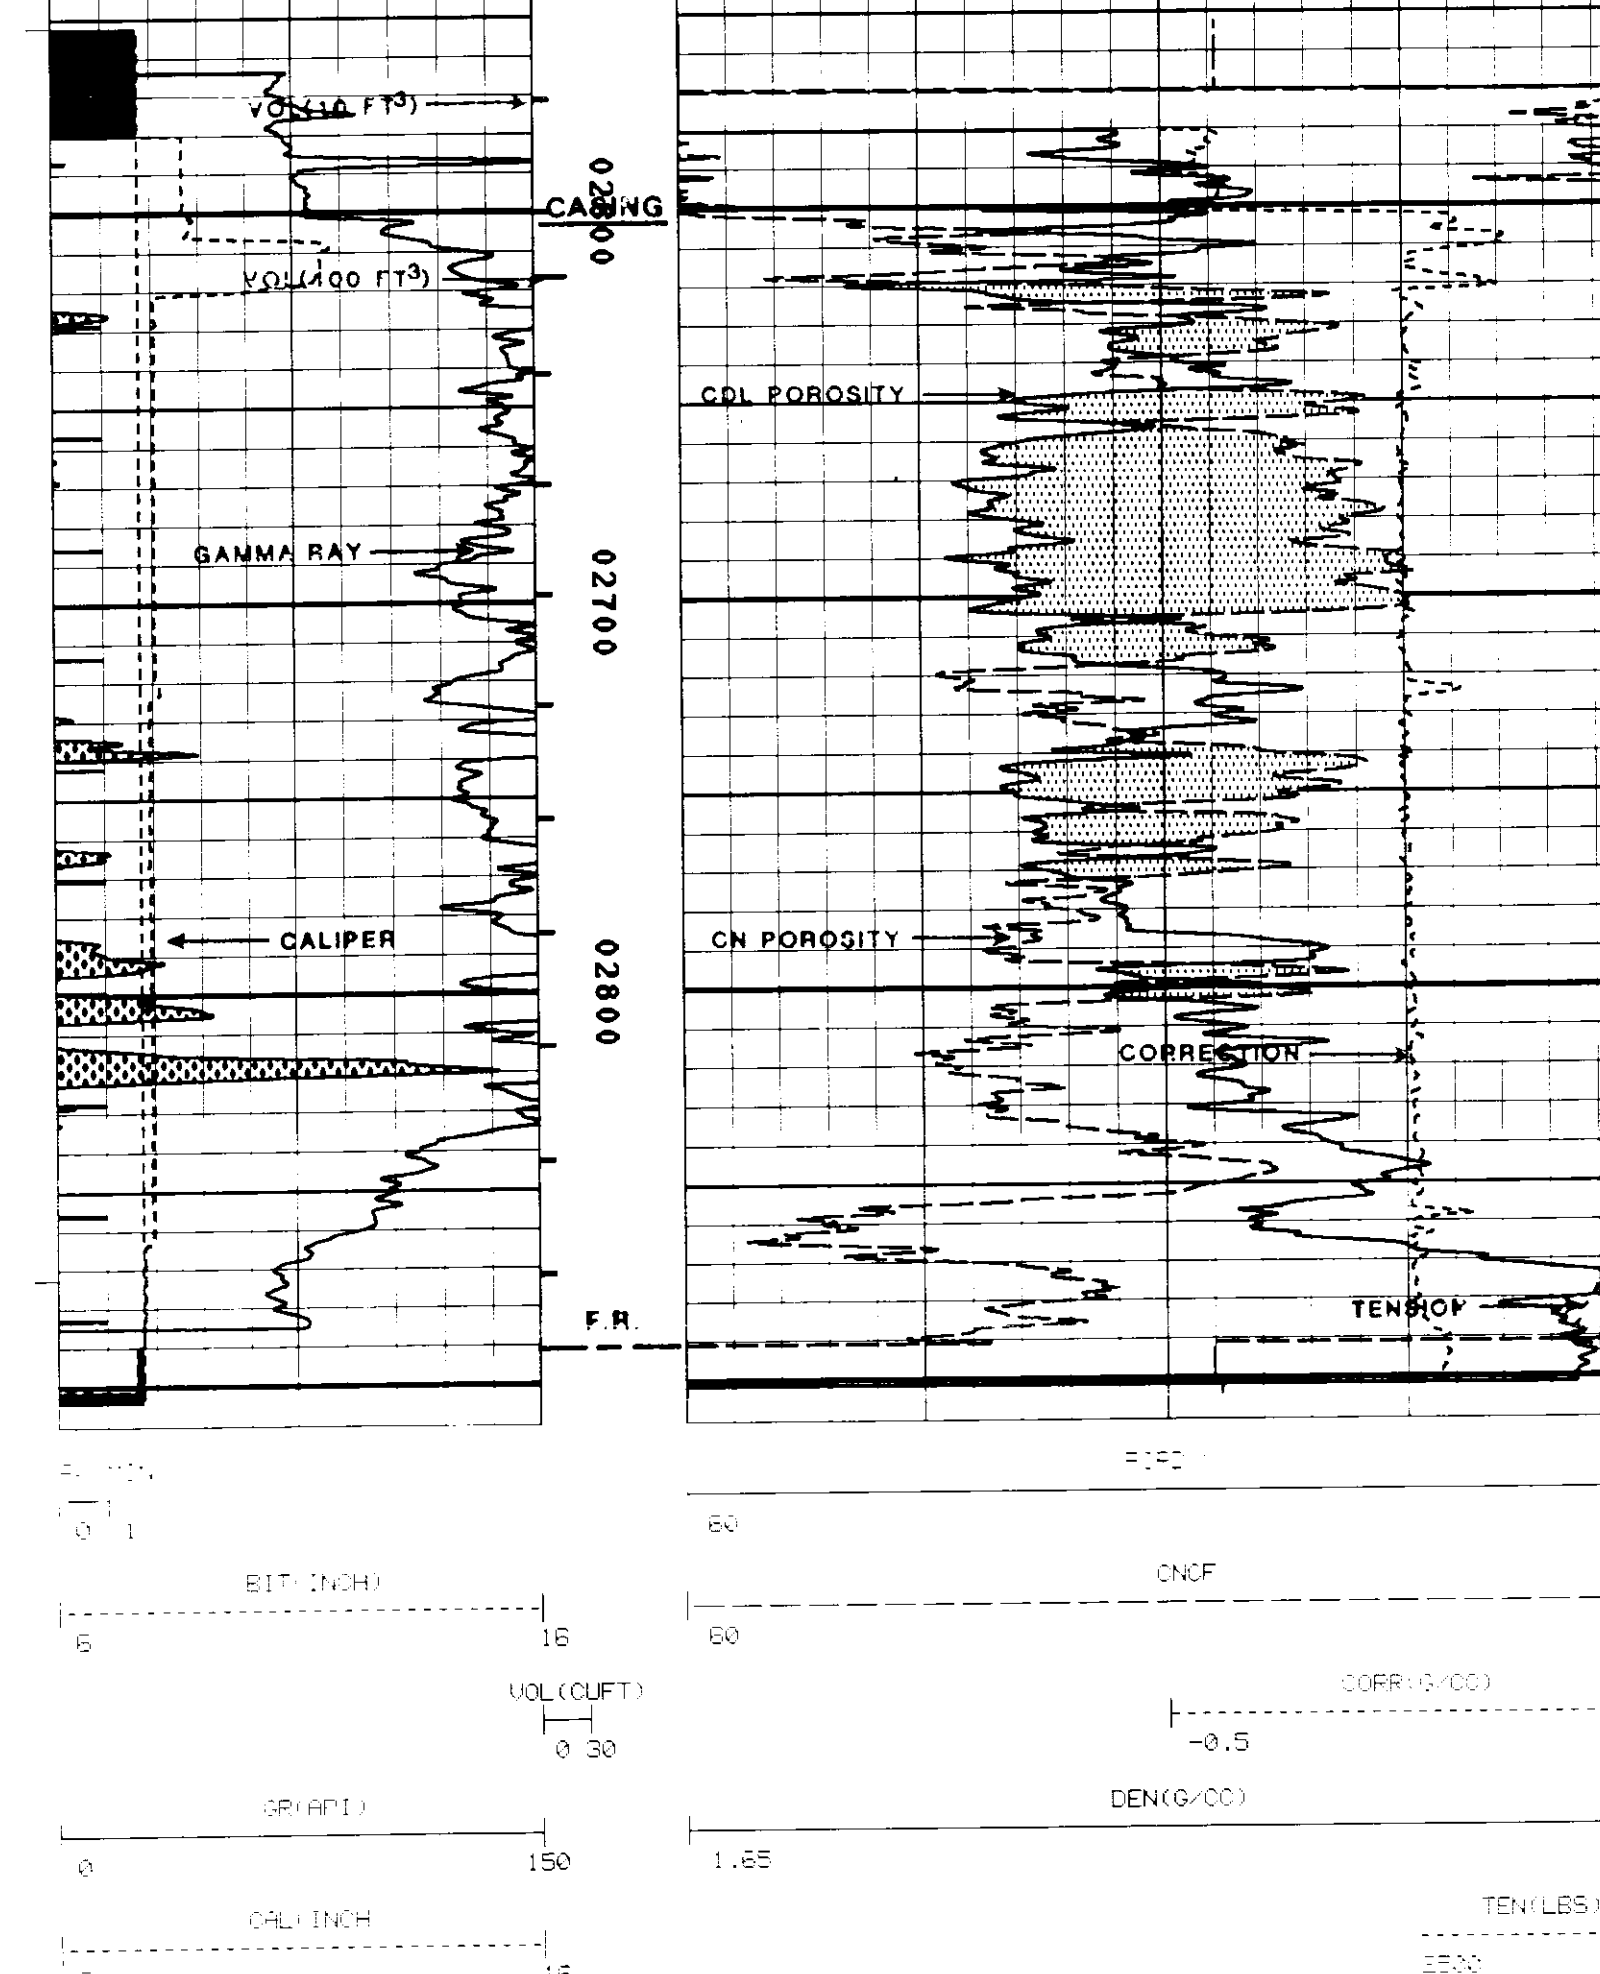 VOL(10 FT³)
CASING
VOL(100 FT³)
CDL POROSITY
GAMMA RAY
02700
CALIPER
CN POROSITY
02800
CORRECTION
F.R.
TENSION
0 1
60
BIT(INCH)
CNCF
6 16
60
VOL(CUFT)
CORR(G/CC)
0 30
-0.5
GR(API)
DEN(G/CC)
0 150
1.65
CAL(INCH
TEN(LBS)
16